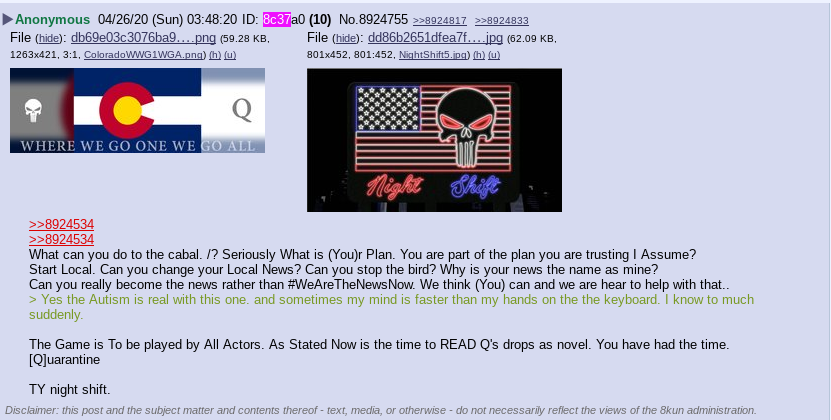 ▶Anonymous 04/26/20 (Sun) 03:48:20 ID: 8c37a0 (10) No.8924755 >>8924817 >>8924833
File (hide): db69e03c3076ba9….png (59.28 KB, 1263x421, 3:1, ColoradoWWG1WGA.png) (h) (u)
File (hide): dd86b2651dfea7f….jpg (62.09 KB, 801x452, 801:452, NightShift5.jpg) (h) (u)
Q
WHERE WE GO ONE WE GO ALL
Night Shift
>>8924534
>>8924534
What can you do to the cabal. /? Seriously What is (You)r Plan. You are part of the plan you are trusting I Assume?
Start Local. Can you change your Local News? Can you stop the bird? Why is your news the name as mine?
Can you really become the news rather than #WeAreTheNewsNow. We think (You) can and we are hear to help with that..
> Yes the Autism is real with this one. and sometimes my mind is faster than my hands on the the keyboard. I know to much
suddenly.
The Game is To be played by All Actors. As Stated Now is the time to READ Q's drops as novel. You have had the time.
[Q]uarantine
TY night shift.
Disclaimer: this post and the subject matter and contents thereof - text, media, or otherwise - do not necessarily reflect the views of the 8kun administration.